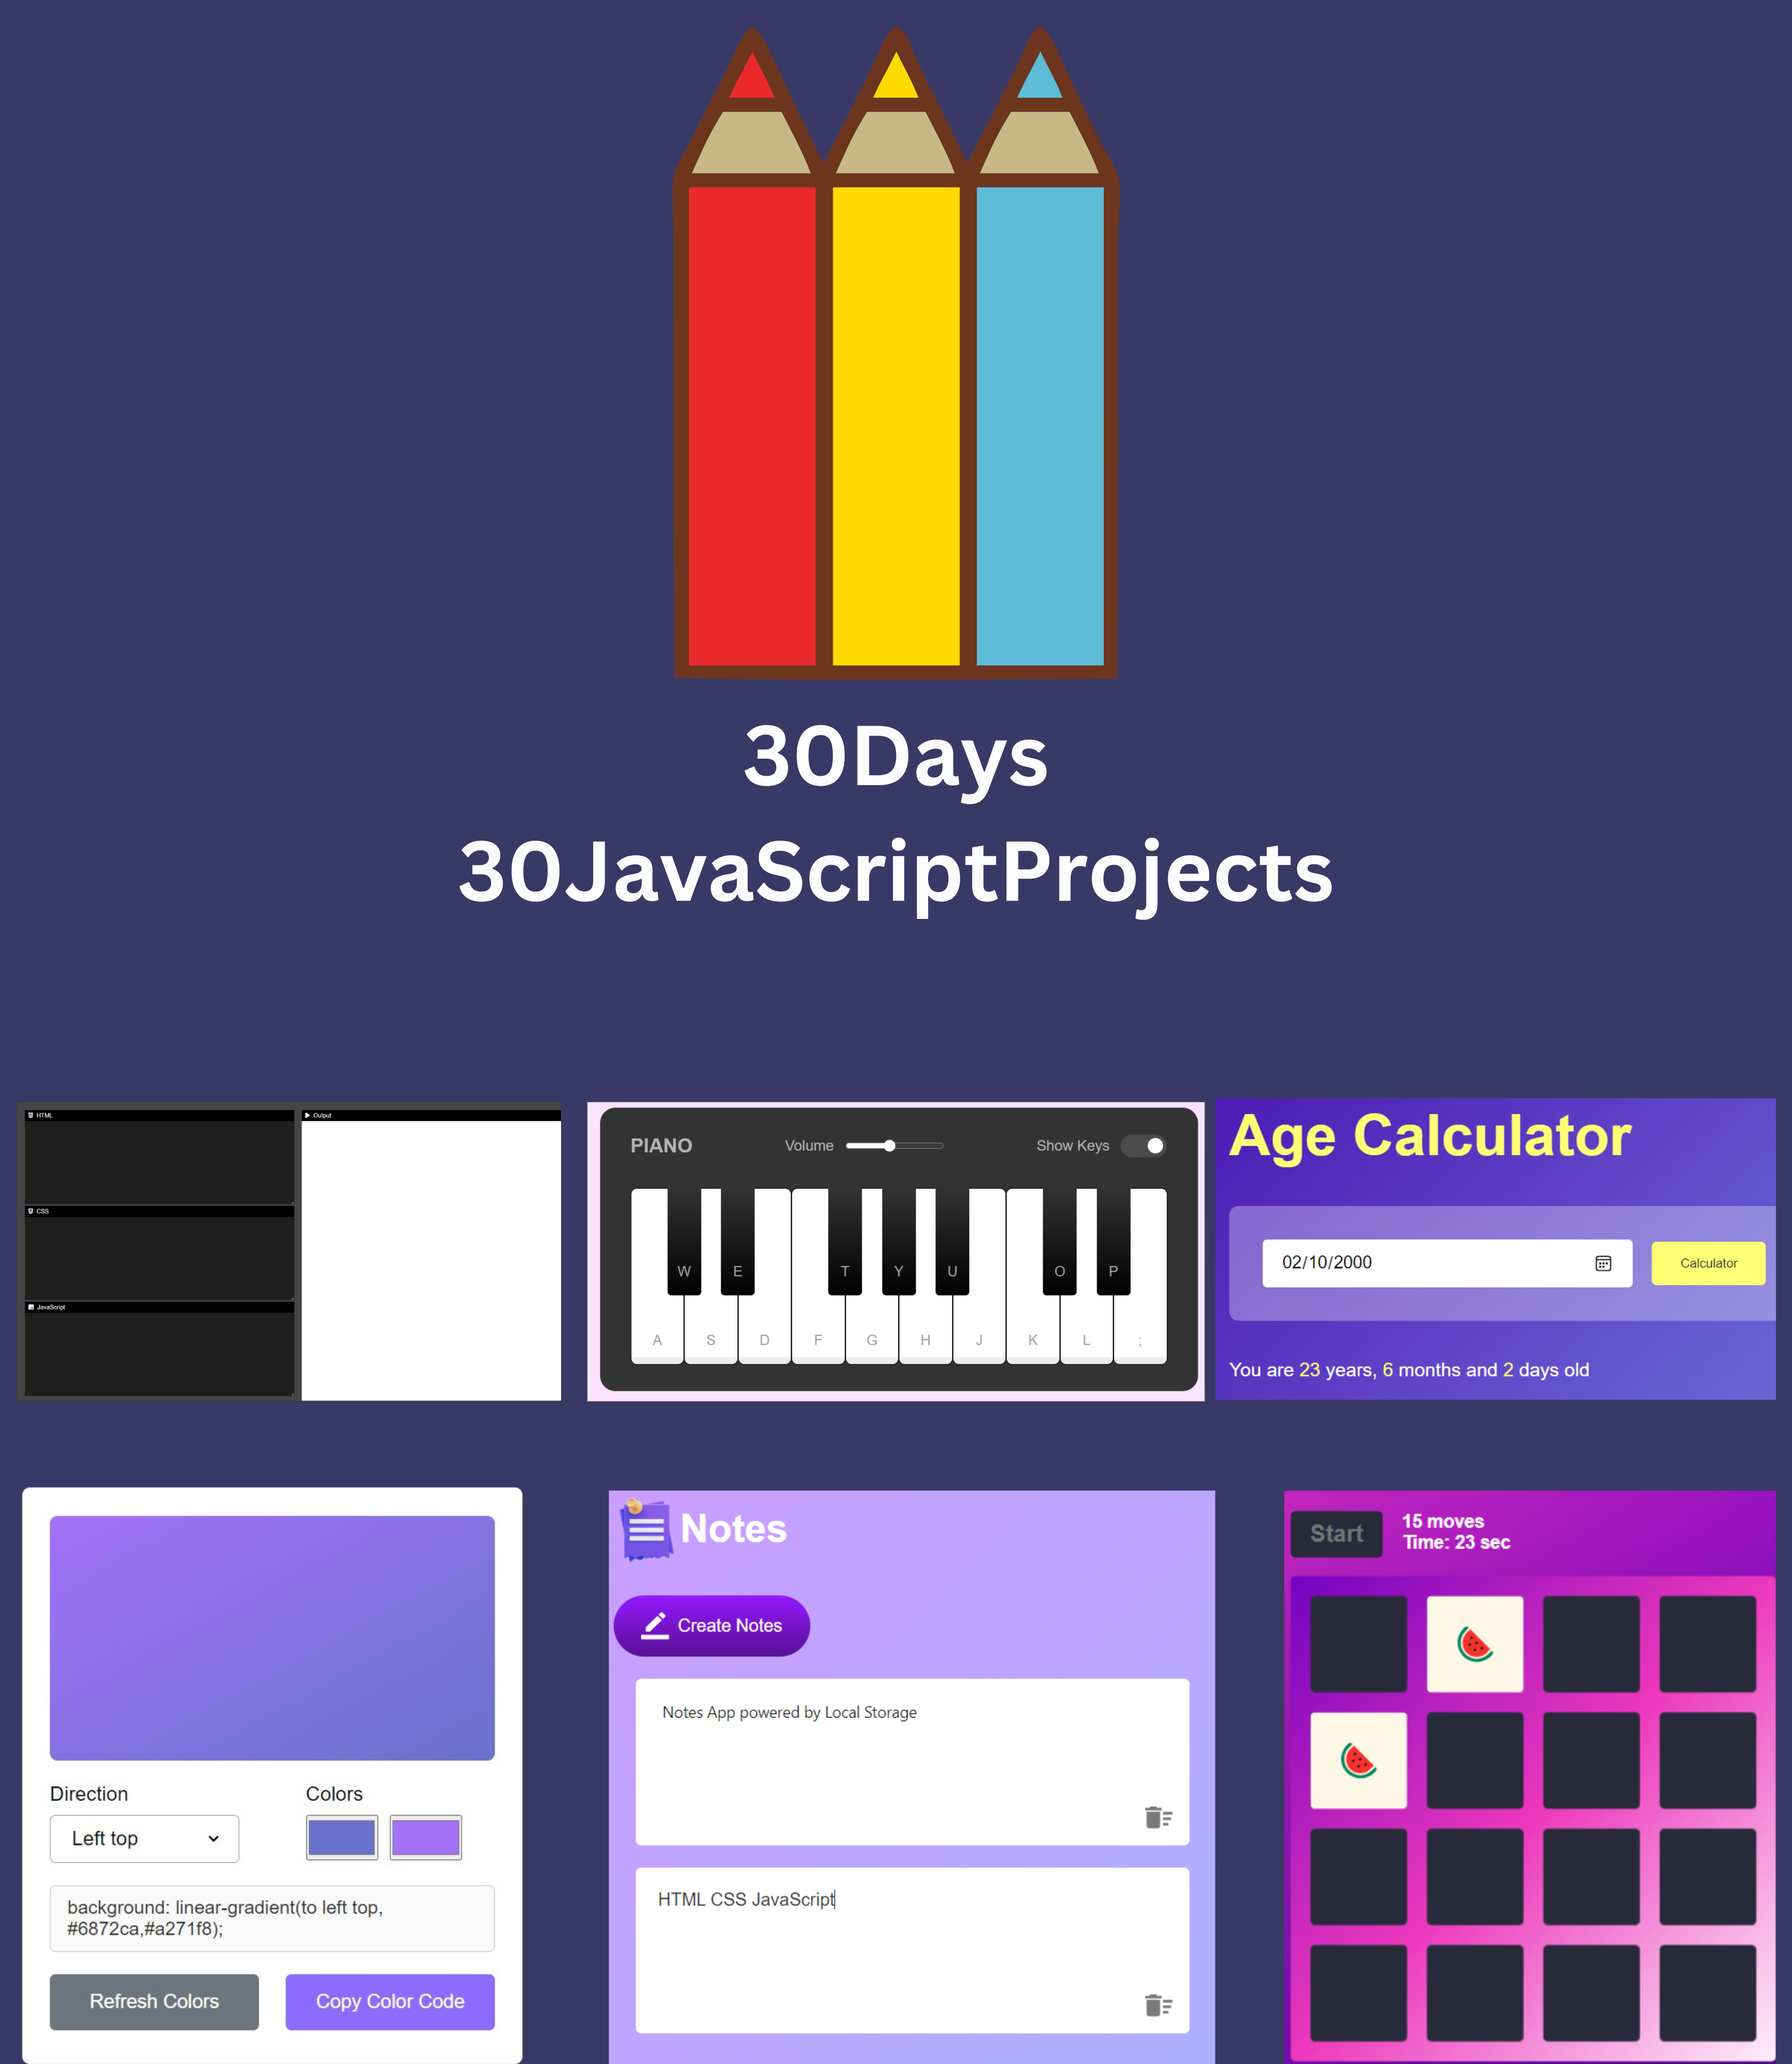 30Days
30JavaScriptProjects
HTML
CSS
JavaScript
Output
PIANO
Volume
Show Keys
W E T Y U O P
A S D F G H J K L ;
Age Calculator
02/10/2000
Calculator
You are 23 years, 6 months and 2 days old
Direction
Colors
Left top
background: linear-gradient(to left top,
#6872ca,#a271f8);
Refresh Colors
Copy Color Code
Notes
Create Notes
Notes App powered by Local Storage
HTML CSS JavaScript
Start
15 moves
Time: 23 sec